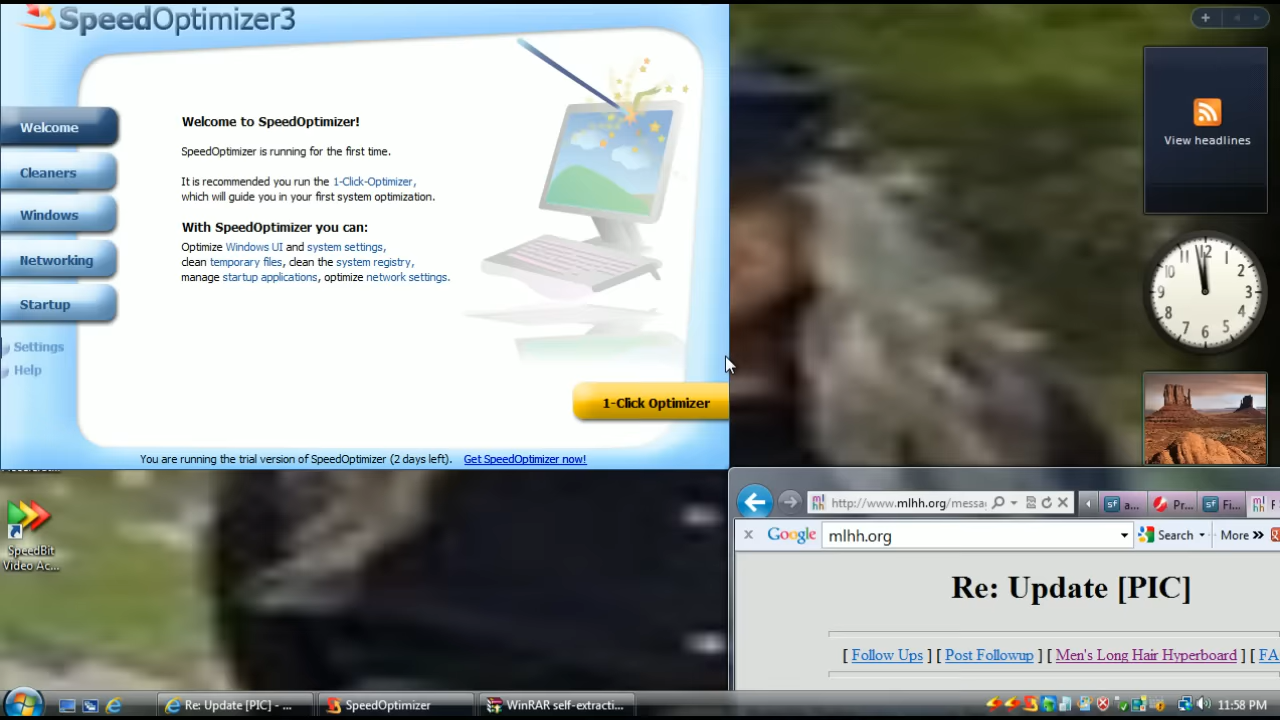 SpeedOptimizer3
Welcome
Cleaners
Windows
Networking
Startup
Settings
Help
Welcome to SpeedOptimizer!
SpeedOptimizer is running for the first time.
It is recommended you run the 1-Click-Optimizer,
which will guide you in your first system optimization.
With SpeedOptimizer you can:
Optimize Windows UI and system settings,
clean temporary files, clean the system registry,
manage startup applications, optimize network settings.
1-Click Optimizer
You are running the trial version of SpeedOptimizer (2 days left). Get SpeedOptimizer now!
View headlines
12
1
2
3
4
5
6
7
8
9
10
11
SpeedBit
Video Ac...
http://www.mlhh.org/messa
sf a...
Pr...
sf Fi...
mlhh F
Google mlhh.org Search More »
Re: Update [PIC]
[ Follow Ups ] [ Post Followup ] [ Men's Long Hair Hyperboard ] [ FA
Re: Update [PIC] - ...
SpeedOptimizer
WinRAR self-extracti...
11:58 PM